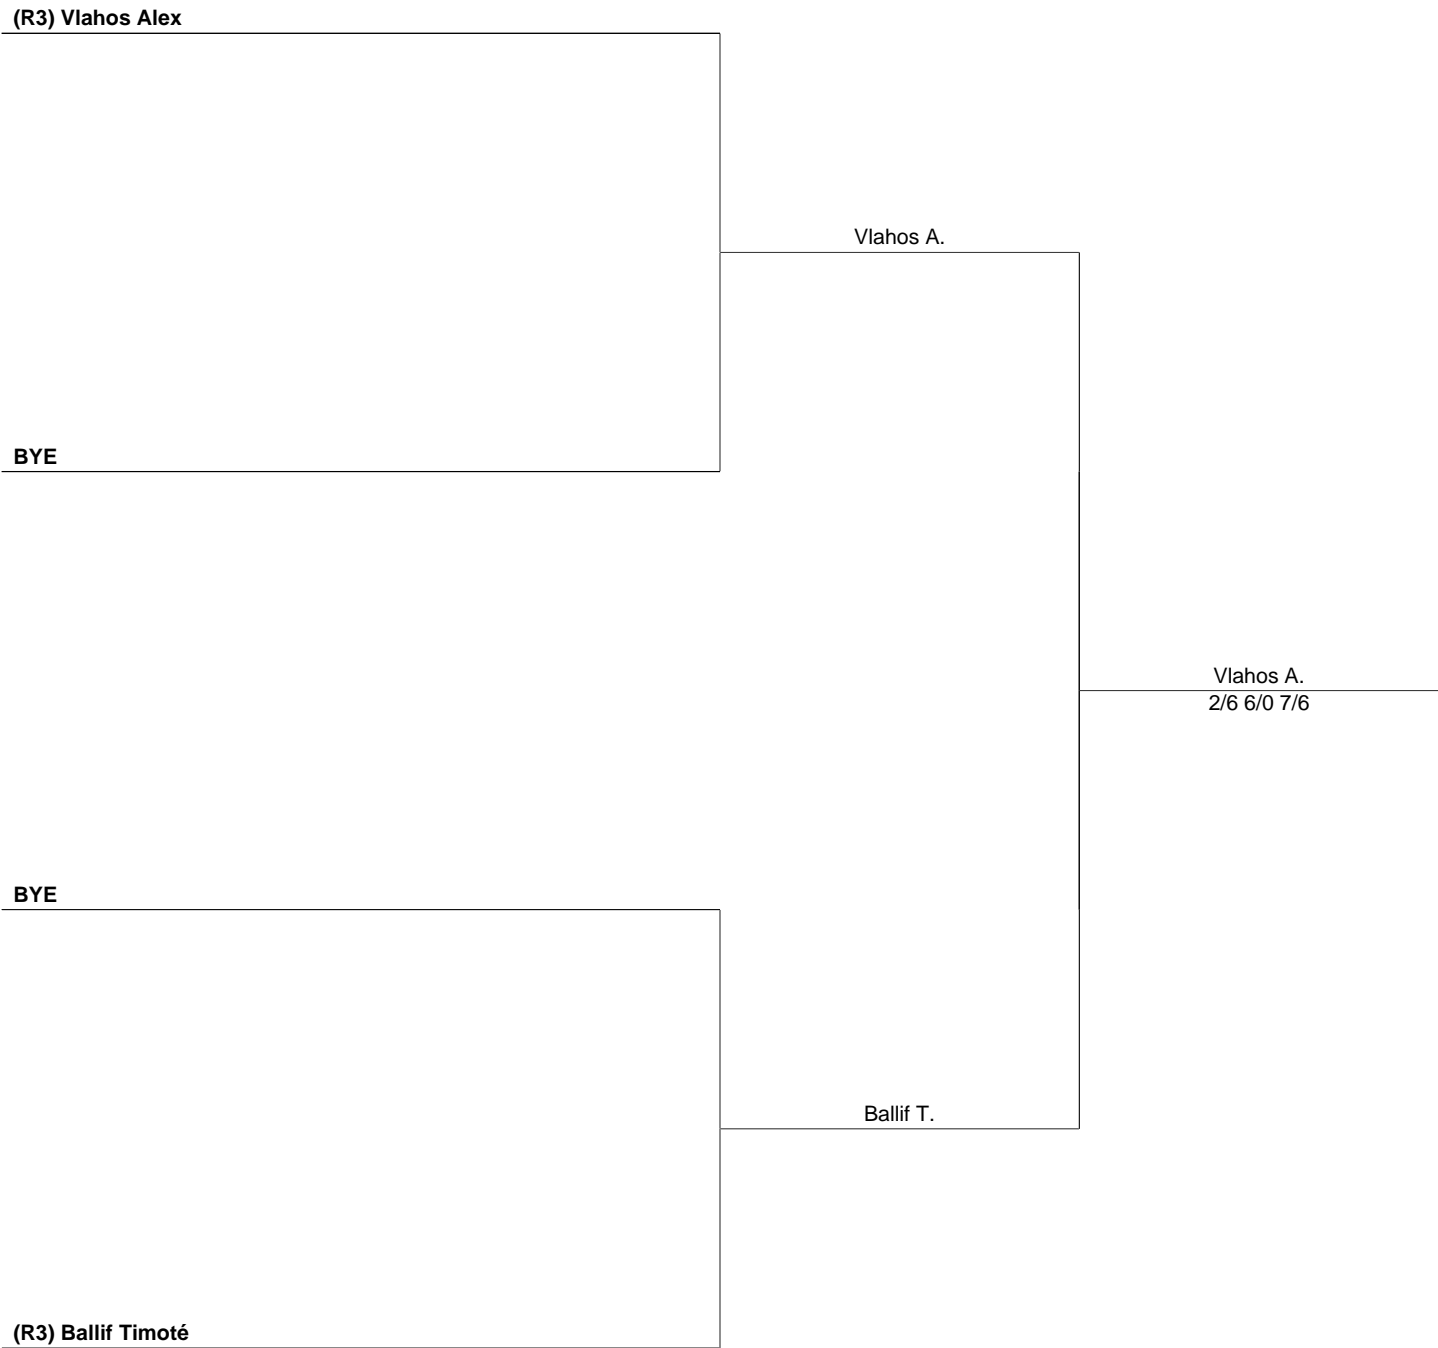 (R3) Vlahos Alex
Vlahos A.
BYE
Vlahos A.
2/6 6/0 7/6
BYE
Ballif T.
(R3) Ballif Timoté